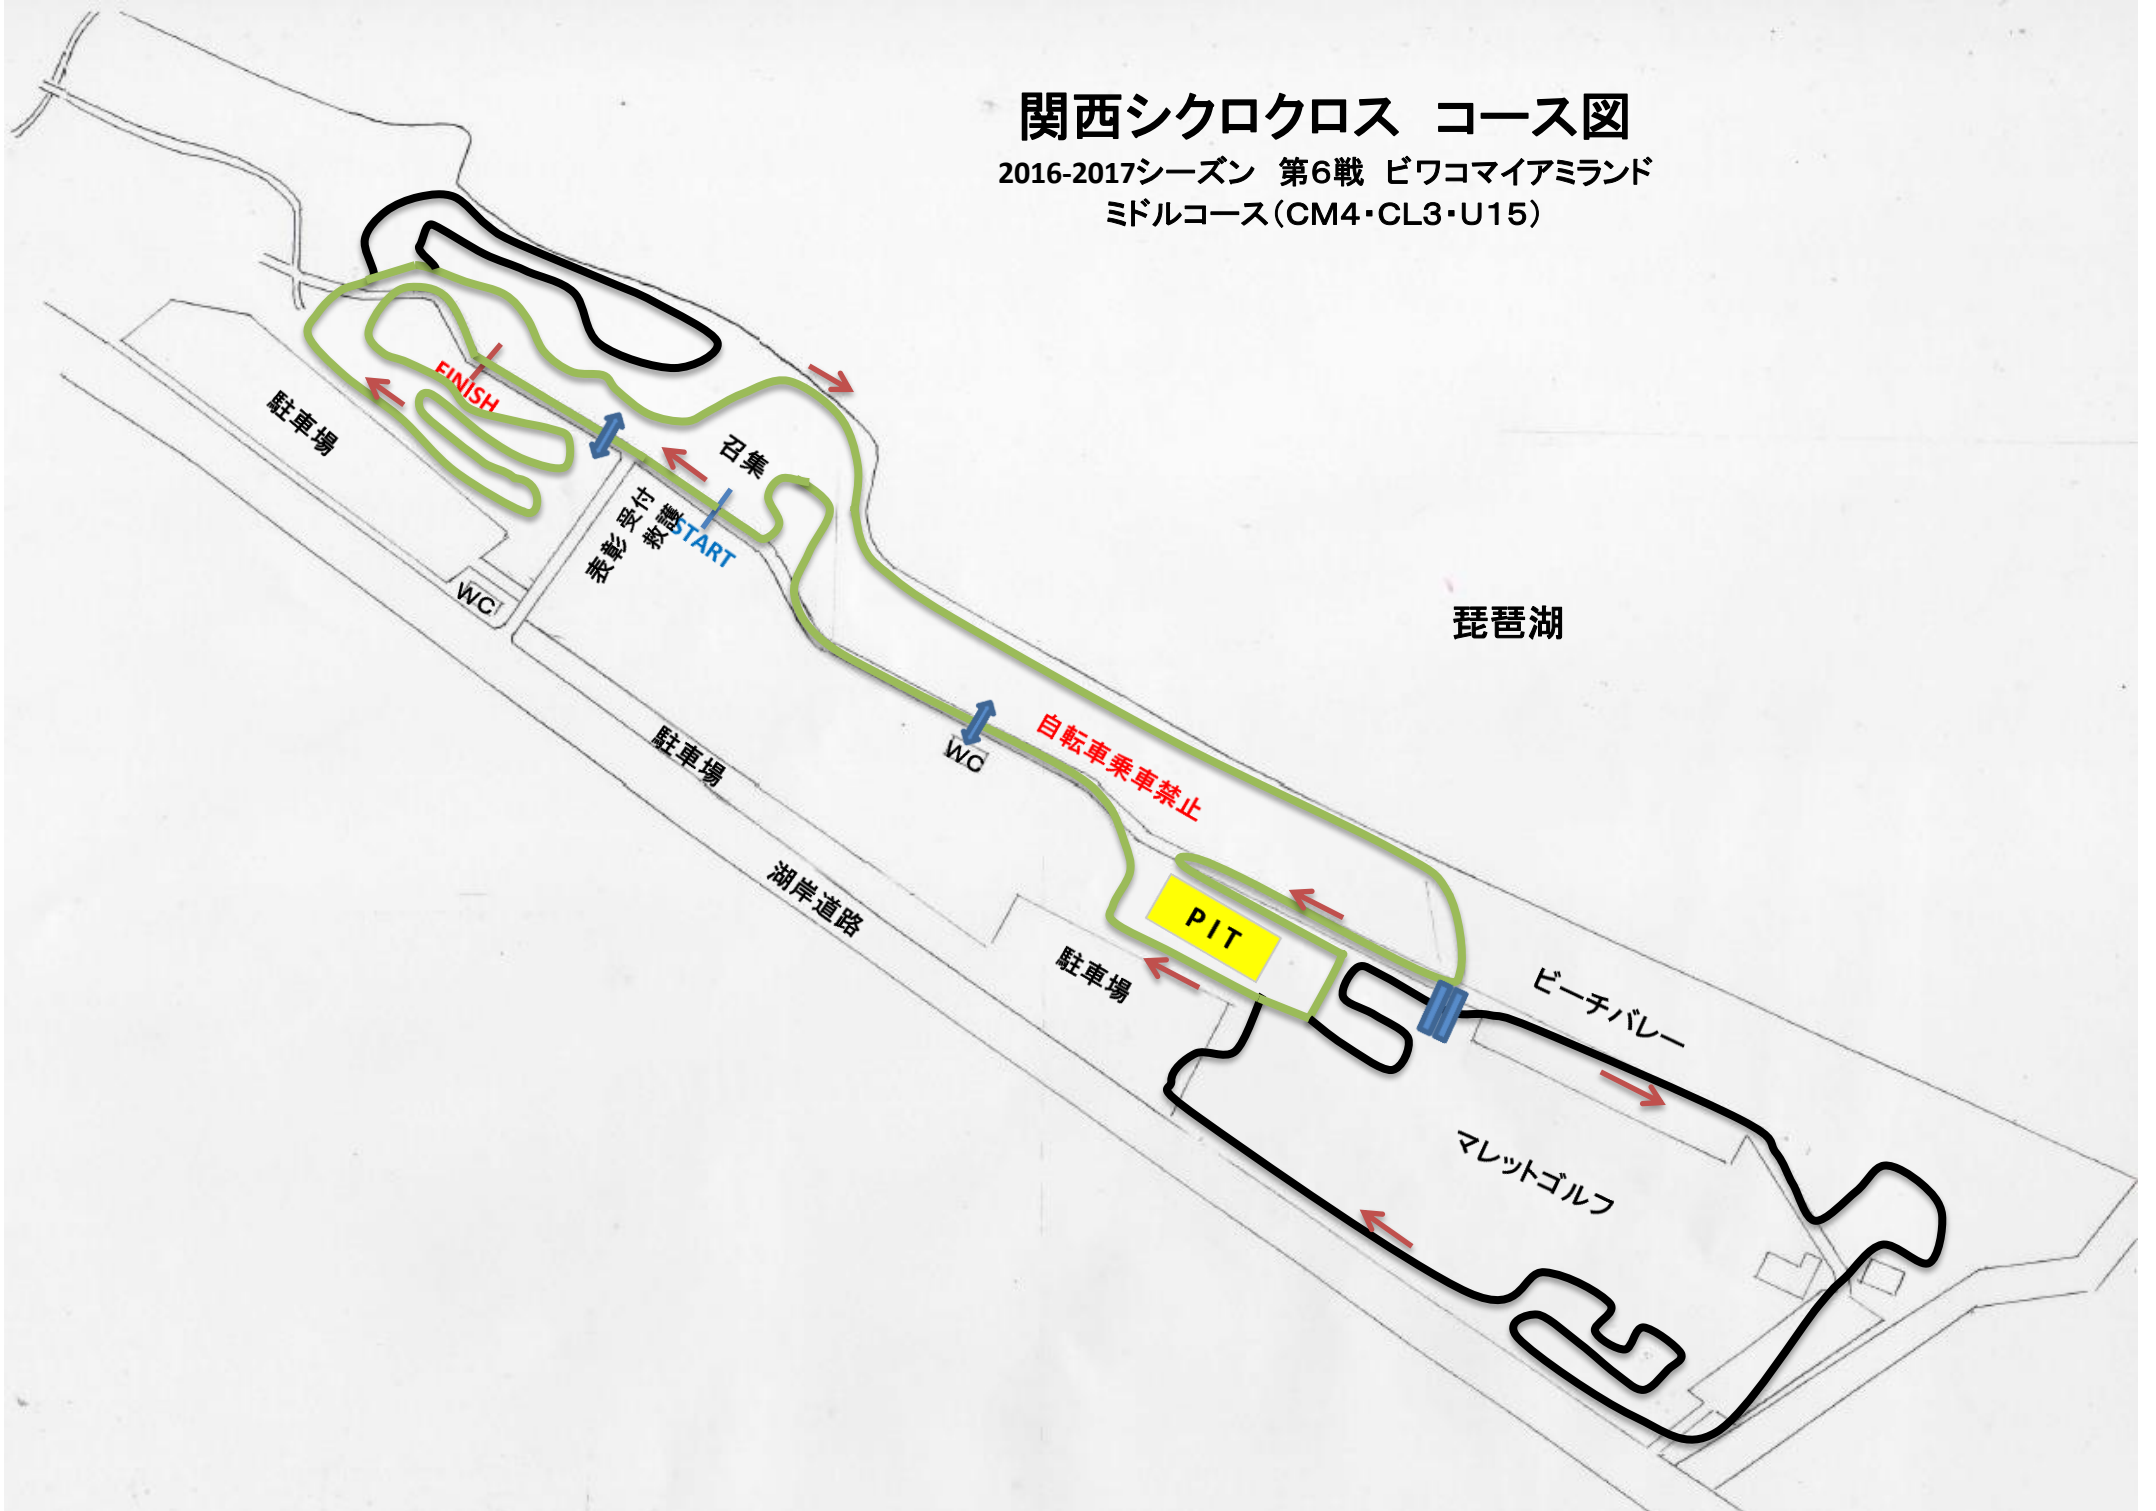 関西シクロクロス　コース図
2016-2017シーズン　第6戦　ビワコマイアミランド
ミドルコース（CM4・CL3・U15）
FINISH
駐車場
召集
受付
救護
表彰
START
WC
琵琶湖
駐車場
WC
自転車乗車禁止
湖岸道路
PIT
駐車場
ビーチバレー
マレットゴルフ